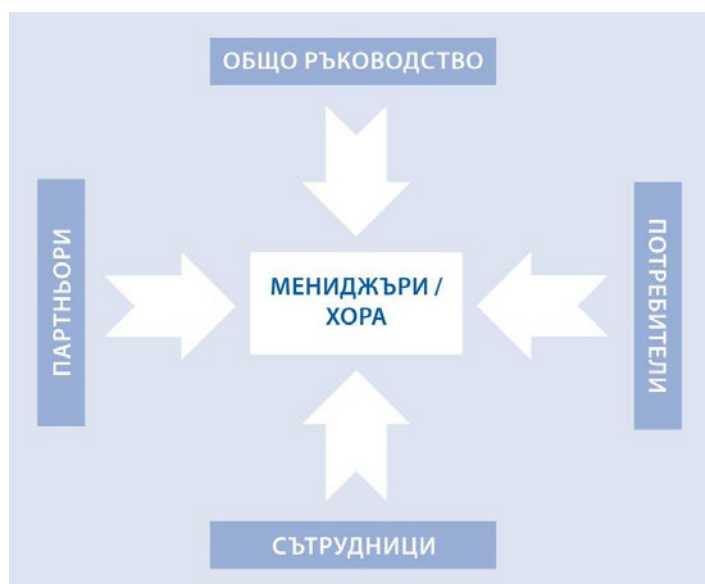 ОБЩО РЪКОВОДСТВО
ПАРТНЬОРИ
МЕНИДЖЪРИ /
ХОРА
ПОТРЕБИТЕЛИ
СЪТРУДНИЦИ